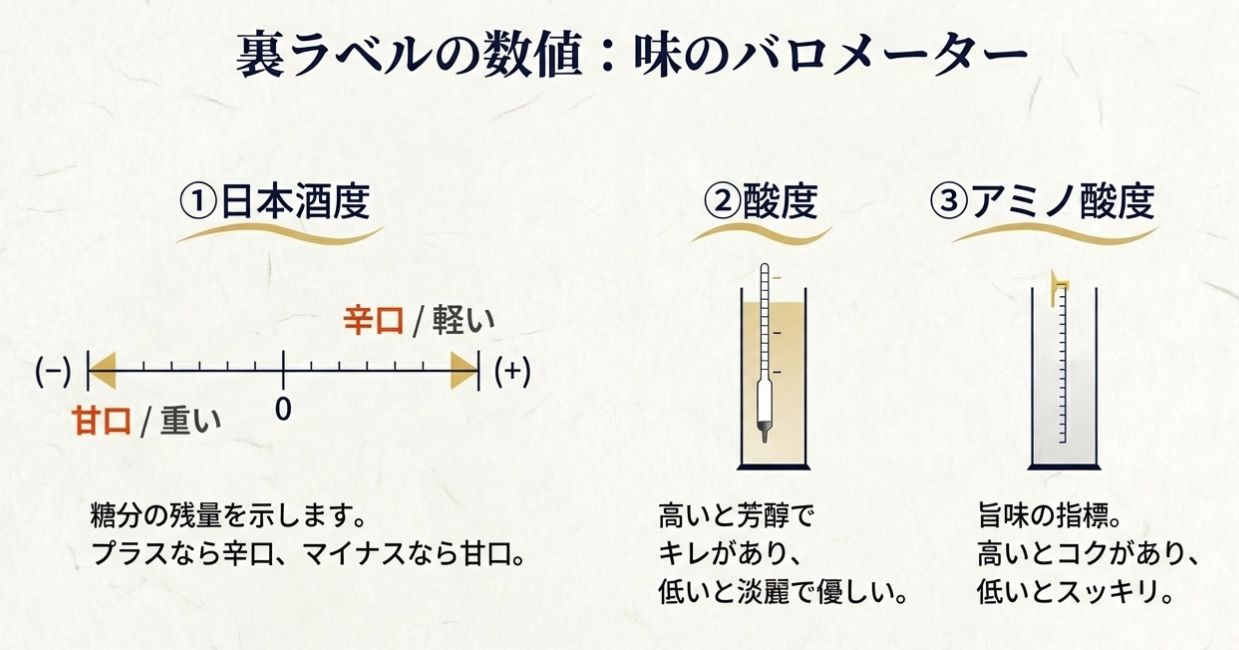 裏ラベルの数値：味のバロメーター
①日本酒度
辛口 / 軽い
(−)
(+)
0
甘口 / 重い
糖分の残量を示します。
プラスなら辛口、マイナスなら甘口。
②酸度
高いと芳醇で
キレがあり、
低いと淡麗で優しい。
③アミノ酸度
旨味の指標。
高いとコクがあり、
低いとスッキリ。